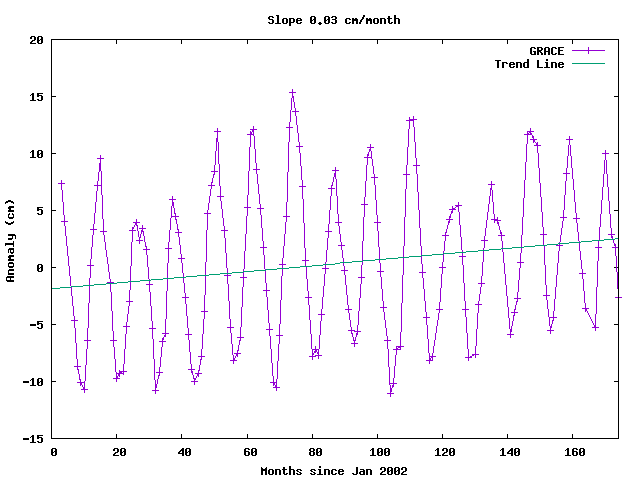 Slope 0.03 cm/month
GRACE
Trend Line
20
15
10
5
0
-5
-10
-15
Anomaly (cm)
0 20 40 60 80 100 120 140 160
Months since Jan 2002